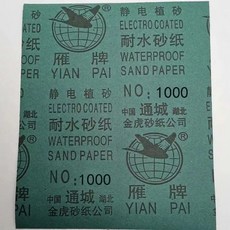 雁牌
YIAN PAI
静电植砂
ELECTRO COATED
耐水砂纸
WATERPROOF
SAND PAPER
NO: 1000
中国 通城 湖北
金虎砂纸公司
静电植砂
ELECTRO COATED
耐水砂纸
WATERPROOF
SAND PAPER
NO: 1000
中国 通城 湖北
金虎砂纸公司
雁牌
YIAN PAI